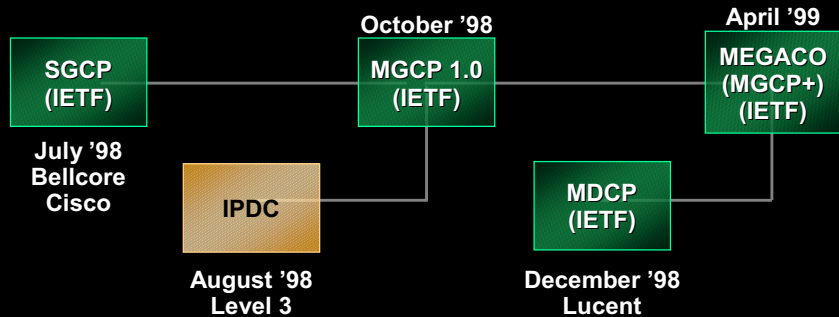 October ’98
April ’99
SGCP
(IETF)
MGCP 1.0
(IETF)
MEGACO
(MGCP+)
(IETF)
July ’98
Bellcore
Cisco
IPDC
MDCP
(IETF)
August ’98
Level 3
December ’98
Lucent